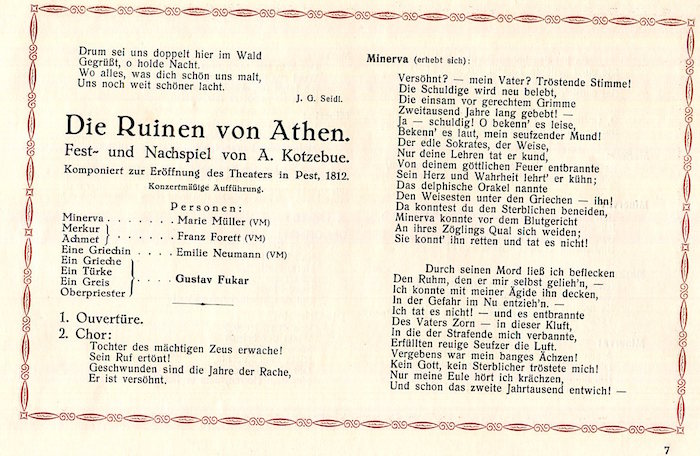 Drum sei uns doppelt hier im Wald
Gegrüßt, o holde Nacht.
Wo alles, was dich schön uns malt,
Uns noch weit schöner lacht.
J. G. Seidl.
Die Ruinen von Athen.
Fest- und Nachspiel von A. Kotzebue.
Komponiert zur Eröffnung des Theaters in Pest, 1812.
Konzertmäßige Aufführung.
Personen:
Minerva . . . . . . . Marie Müller (VM)
Merkur
Achmet } . . . . . . Franz Forett (VM)
Eine Griechin . . . . Emilie Neumann (VM)
Ein Grieche
Ein Türke
Ein Greis
Oberpriester } . . . . Gustav Fukar
1. Ouvertüre.
2. Chor:
Tochter des mächtigen Zeus erwache!
Sein Ruf ertönt!
Geschwunden sind die Jahre der Rache,
Er ist versöhnt.
Minerva (erhebt sich):
Versöhnt? — mein Vater? Tröstende Stimme!
Die Schuldige wird neu belebt,
Die einsam vor gerechtem Grimme
Zweitausend Jahre lang gebebt! —
Ja — schuldig! O bekenn' es leise,
Bekenn' es laut, mein seufzender Mund!
Der edle Sokrates, der Weise,
Nur deine Lehren tat er kund,
Von deinem göttlichen Feuer entbrannte
Sein Herz und Wahrheit lehrt' er kühn;
Das delphische Orakel nannte
Den Weisesten unter den Griechen — ihn!
Da konntest du den Sterblichen beneiden,
Minerva konnte vor dem Blutgericht
An ihres Zöglings Qual sich weiden;
Sie konnt' ihn retten und tat es nicht!
Durch seinen Mord ließ ich beflecken
Den Ruhm, den er mir selbst gelieh'n, —
Ich konnte mit meiner Ägide ihn decken,
In der Gefahr im Nu entzieh'n. —
Ich tat es nicht! — und es entbrannte
Des Vaters Zorn — in dieser Kluft,
In die der Strafende mich verbannte,
Erfüllten reuige Seufzer die Luft.
Vergebens war mein banges Ächzen!
Kein Gott, kein Sterblicher tröstete mich!
Nur meine Eule hört ich krächzen,
Und schon das zweite Jahrtausend entwich! —
7